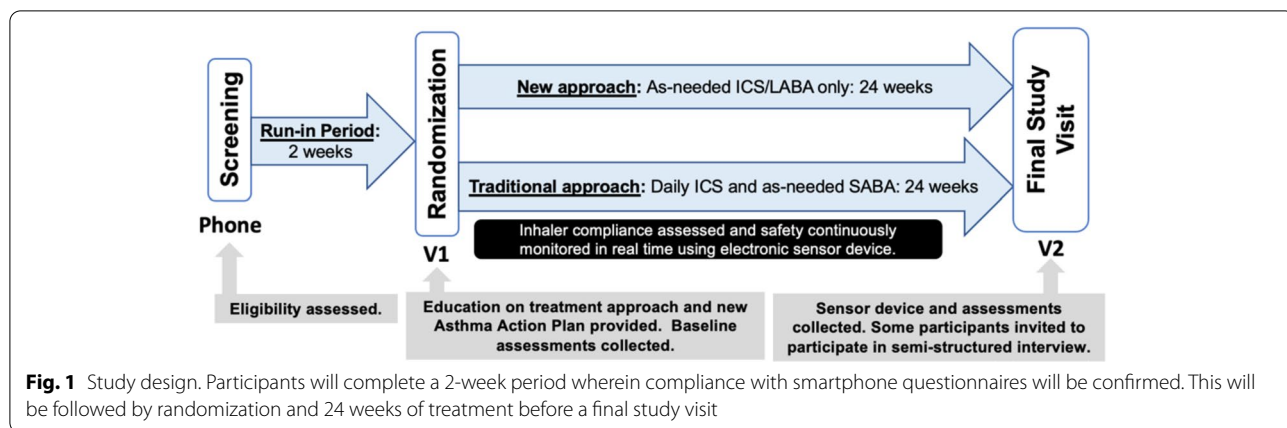 Screening
Run-in Period:
2 weeks
Randomization
New approach: As-needed ICS/LABA only: 24 weeks
Traditional approach: Daily ICS and as-needed SABA: 24 weeks
Final Study
Visit
Inhaler compliance assessed and safety continuously
monitored in real time using electronic sensor device.
Phone
V1
V2
Eligibility assessed.
Education on treatment approach and new
Asthma Action Plan provided. Baseline
assessments collected.
Sensor device and assessments
collected. Some participants invited to
participate in semi-structured interview.
Fig. 1 Study design. Participants will complete a 2-week period wherein compliance with smartphone questionnaires will be confirmed. This will
be followed by randomization and 24 weeks of treatment before a final study visit